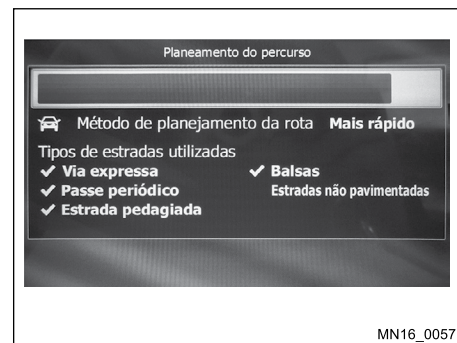 Planeamento do percurso
Método de planejamento da rota Mais rápido
Tipos de estradas utilizadas
Via expressa
Balsas
Passe periódico
Estradas não pavimentadas
Estrada pedagiada
MN16_0057